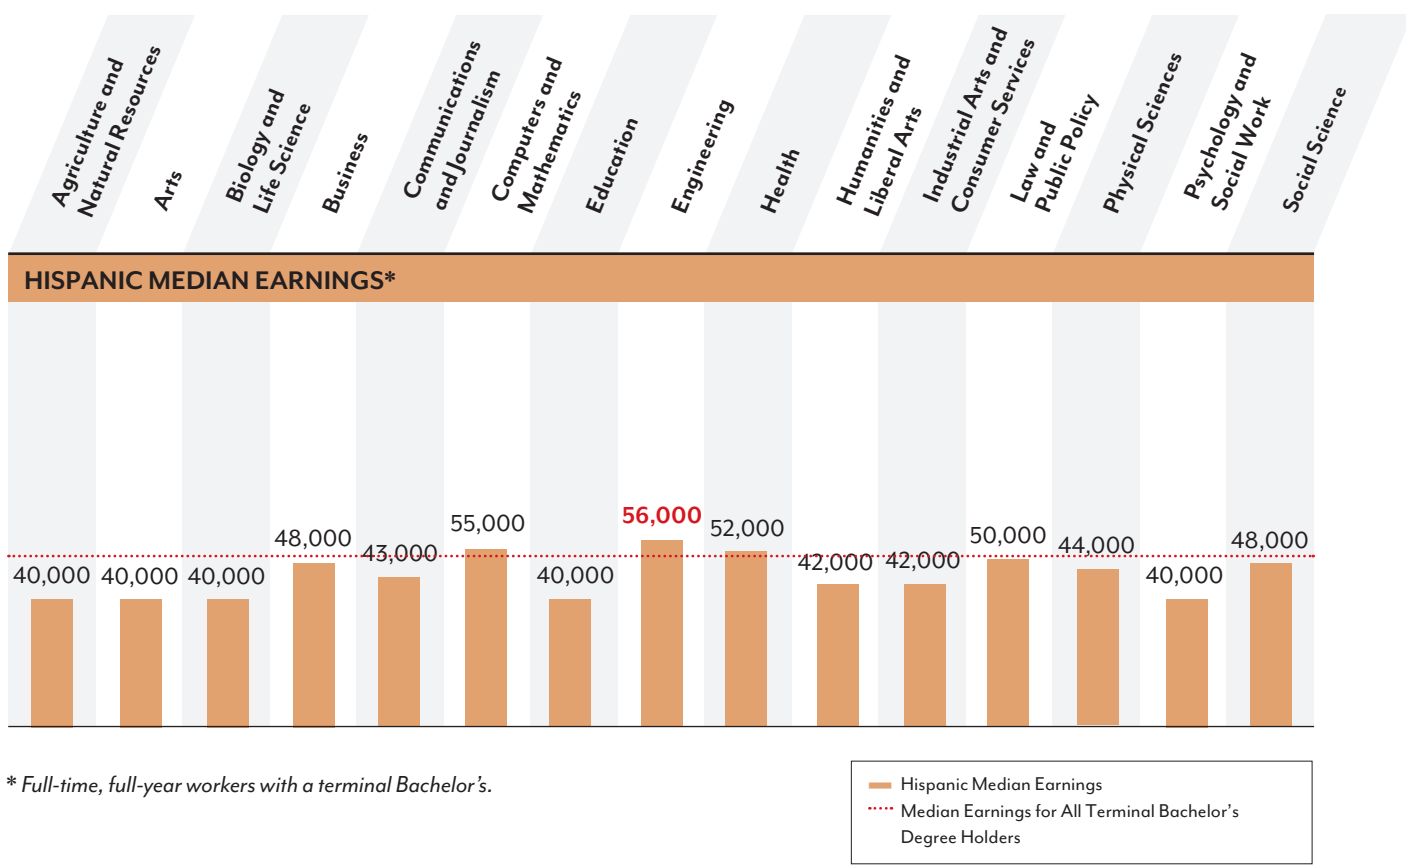 Agriculture and
Natural Resources
Arts
Biology and
Life Science
Business
Communications
and Journalism
Computers and
Mathematics
Education
Engineering
Health
Humanities and
Liberal Arts
Industrial Arts and
Consumer Services
Law and
Public Policy
Physical Sciences
Psychology and
Social Work
Social Science
HISPANIC MEDIAN EARNINGS*
40,000
40,000
40,000
48,000
43,000
55,000
40,000
56,000
52,000
42,000
42,000
50,000
44,000
40,000
48,000
* Full-time, full-year workers with a terminal Bachelor's.
Hispanic Median Earnings
Median Earnings for All Terminal Bachelor's
Degree Holders